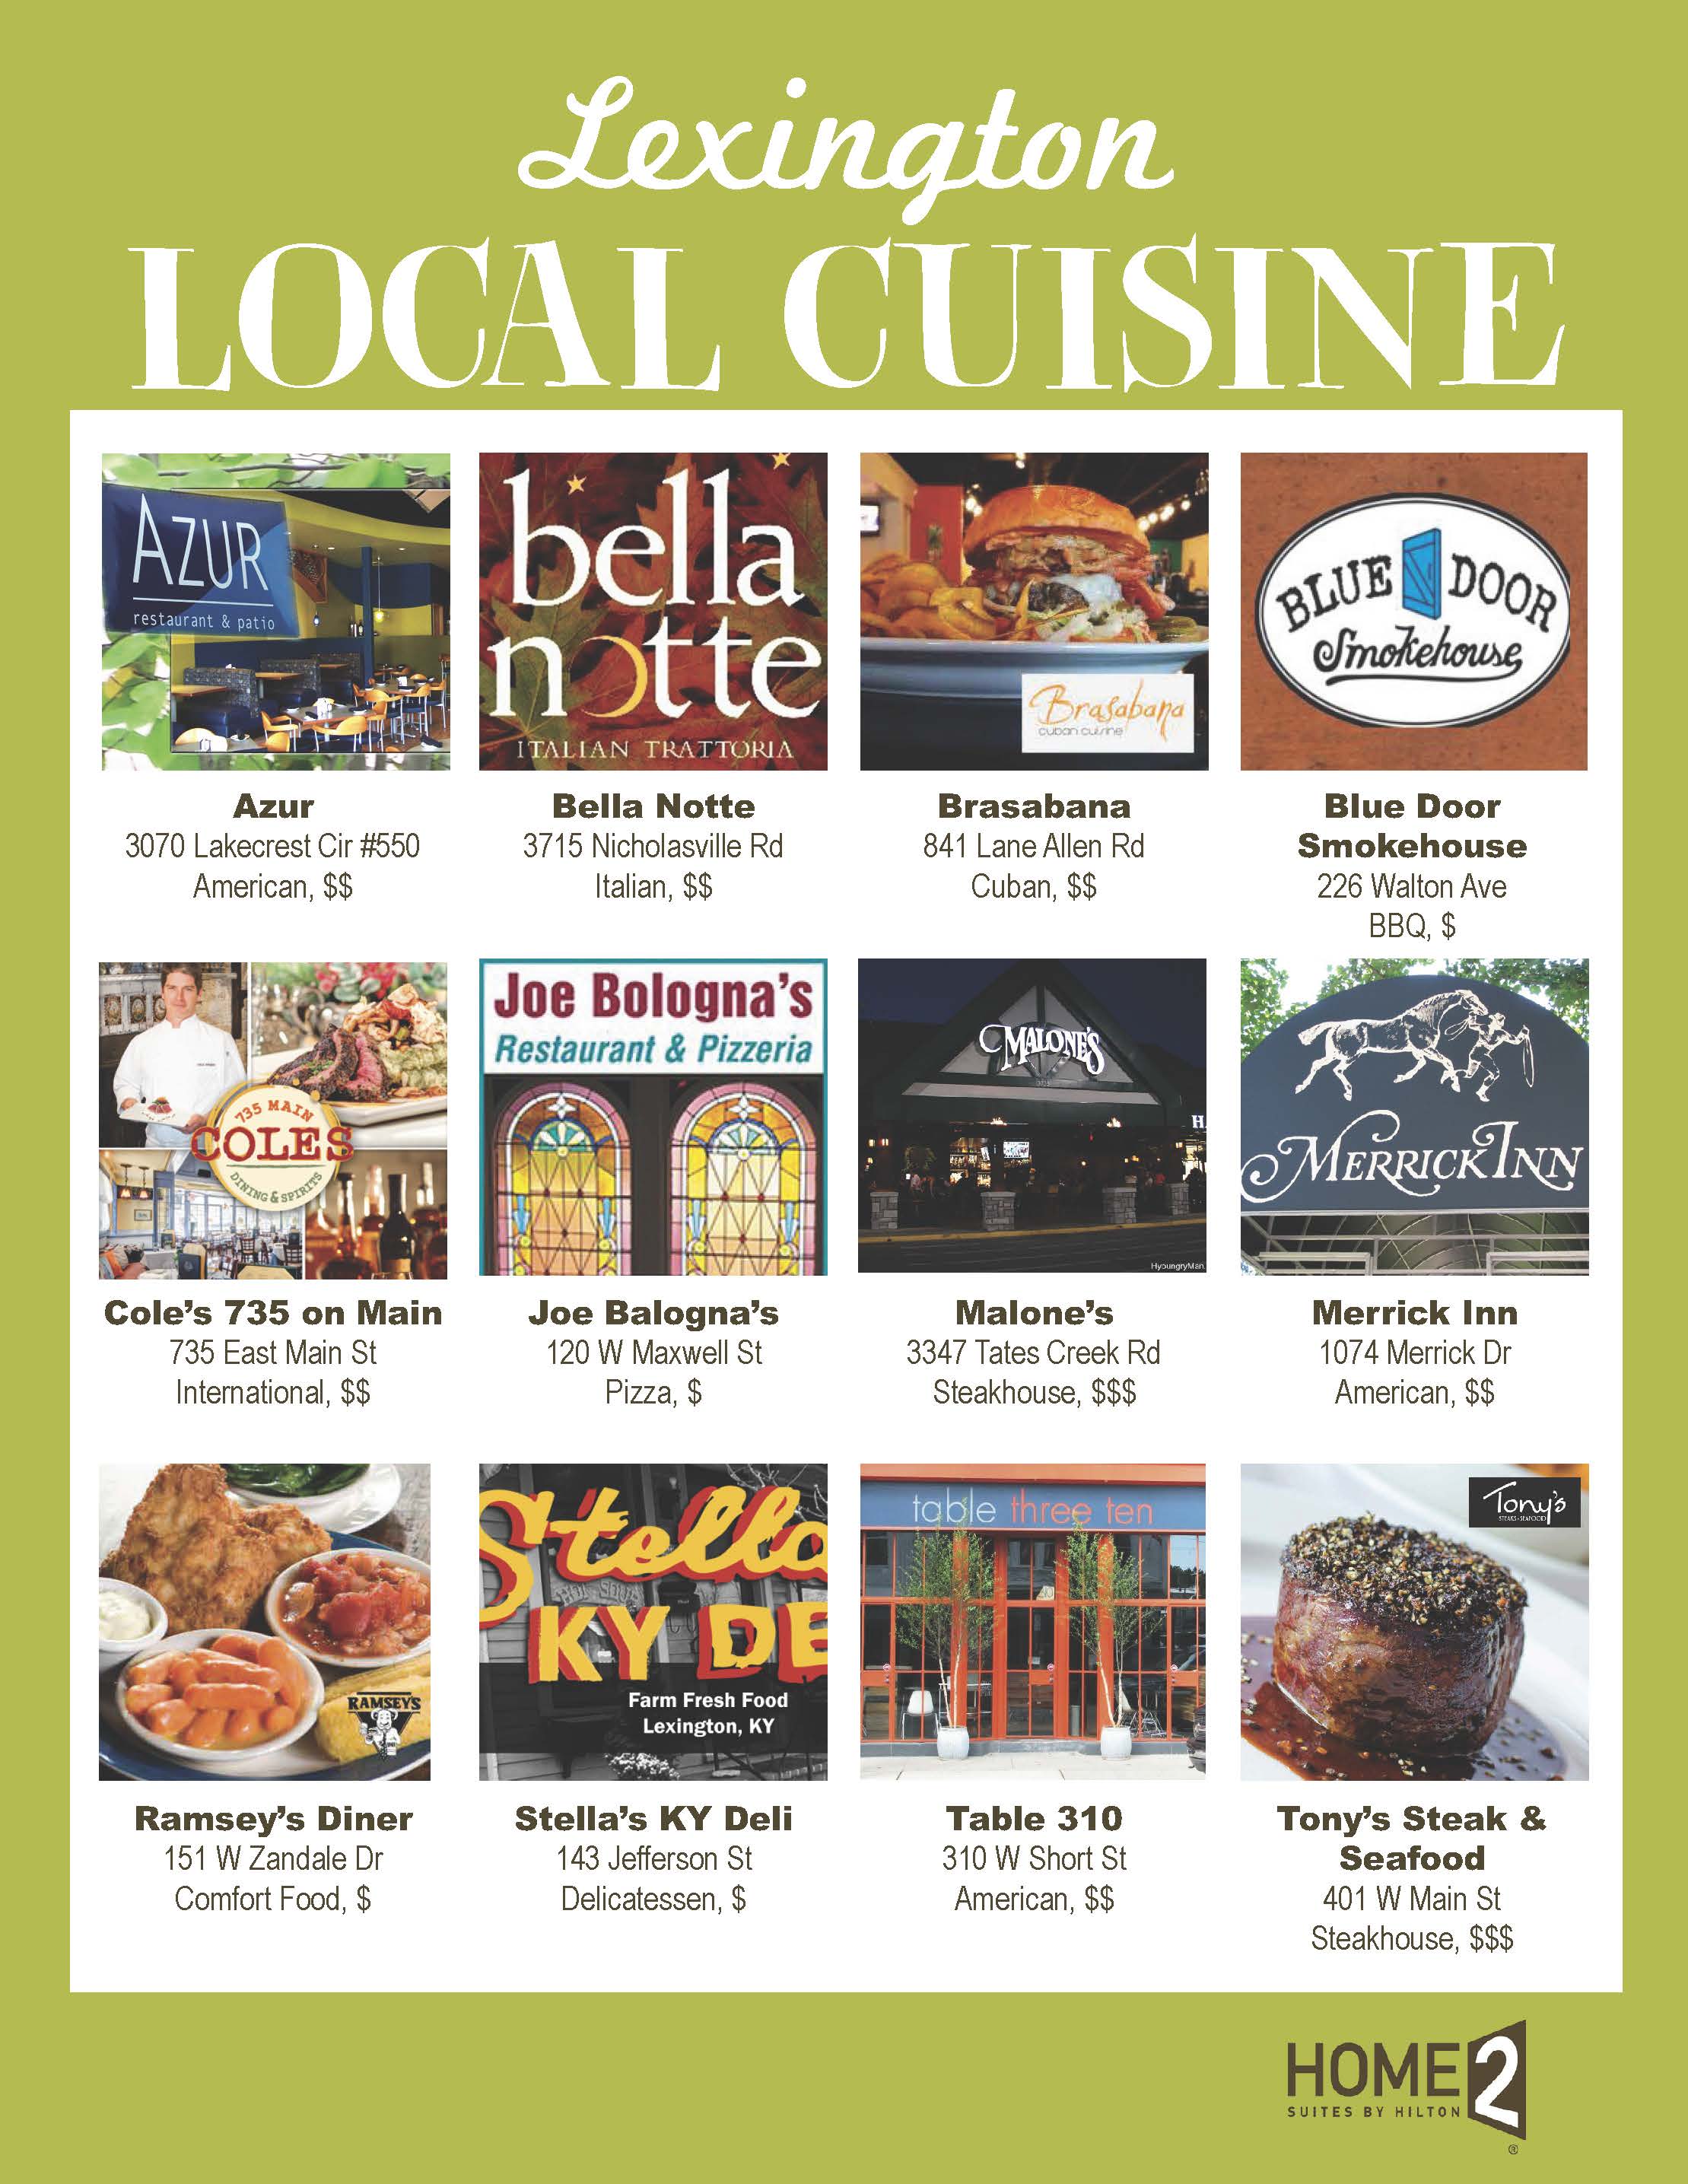 Lexington
LOCAL CUISINE
AZUR
restaurant & patio
bella
notte
ITALIAN TRATTORIA
Brasabana
cuban cuisine
BLUE DOOR
Smokehouse
Azur
3070 Lakecrest Cir #550
American, $$
Bella Notte
3715 Nicholasville Rd
Italian, $$
Brasabana
841 Lane Allen Rd
Cuban, $$
Blue Door
Smokehouse
226 Walton Ave
BBQ, $
735 MAIN
COLES
DINING & SPIRITS
Joe Bologna's
Restaurant & Pizzeria
MALONE'S
H
HyoungryMan
MERRICK INN
Cole's 735 on Main
735 East Main St
International, $$
Joe Balogna's
120 W Maxwell St
Pizza, $
Malone's
3347 Tates Creek Rd
Steakhouse, $$$
Merrick Inn
1074 Merrick Dr
American, $$
RAMSEY'S
Stella
KY DE
Farm Fresh Food
Lexington, KY
table three ten
Tony's
STEAKS • SEAFOOD
Ramsey's Diner
151 W Zandale Dr
Comfort Food, $
Stella's KY Deli
143 Jefferson St
Delicatessen, $
Table 310
310 W Short St
American, $$
Tony's Steak &
Seafood
401 W Main St
Steakhouse, $$$
HOME2
SUITES BY HILTON
®